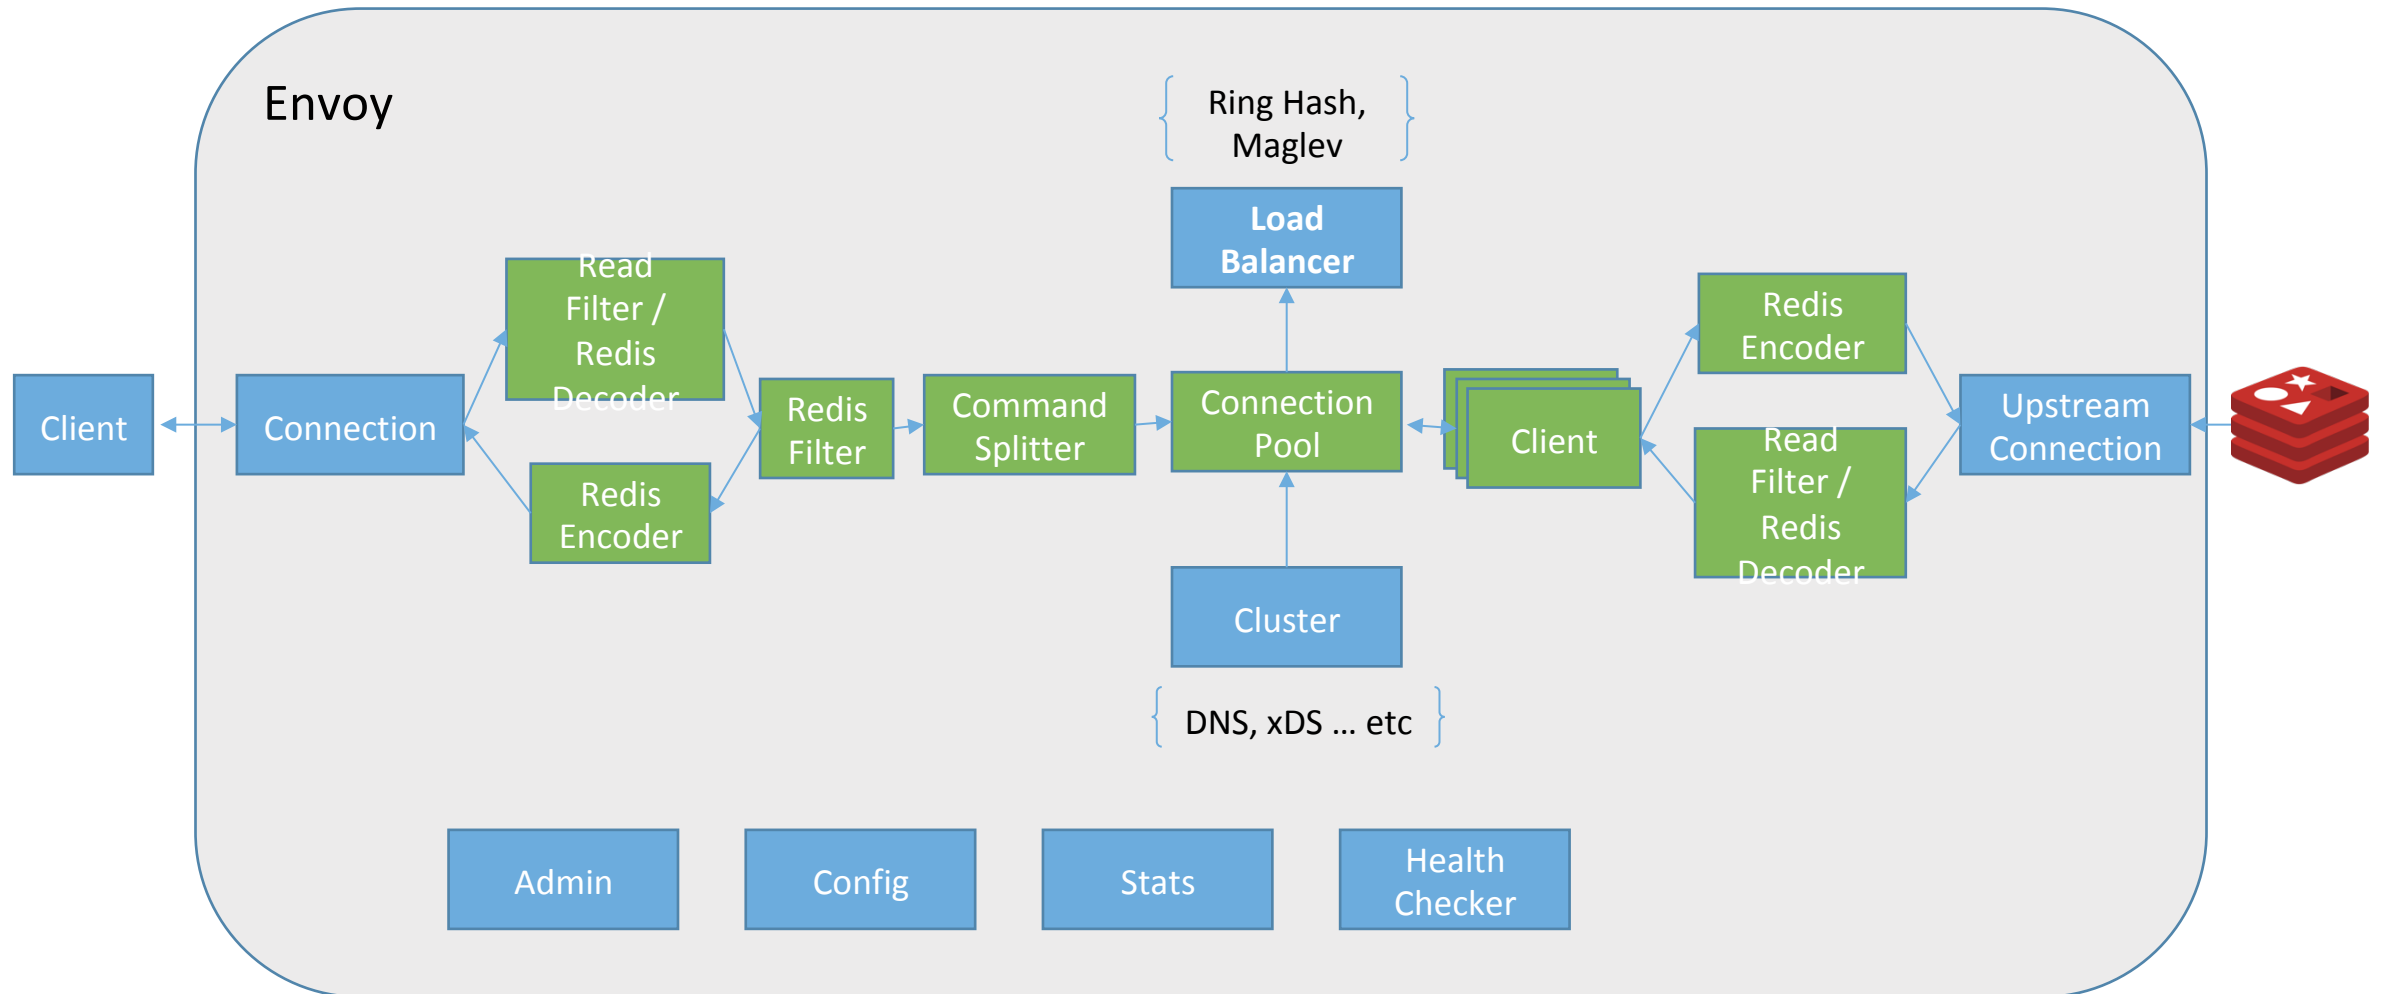 Envoy
Ring Hash,
Maglev
Load
Balancer
Read
Filter /
Redis
Decoder
Redis
Encoder
Client
Connection
Redis
Filter
Command
Splitter
Connection
Pool
Client
Redis
Encoder
Read
Filter /
Redis
Decoder
Upstream
Connection
Redis
Encoder
Cluster
DNS, xDS ... etc
Admin
Config
Stats
Health
Checker